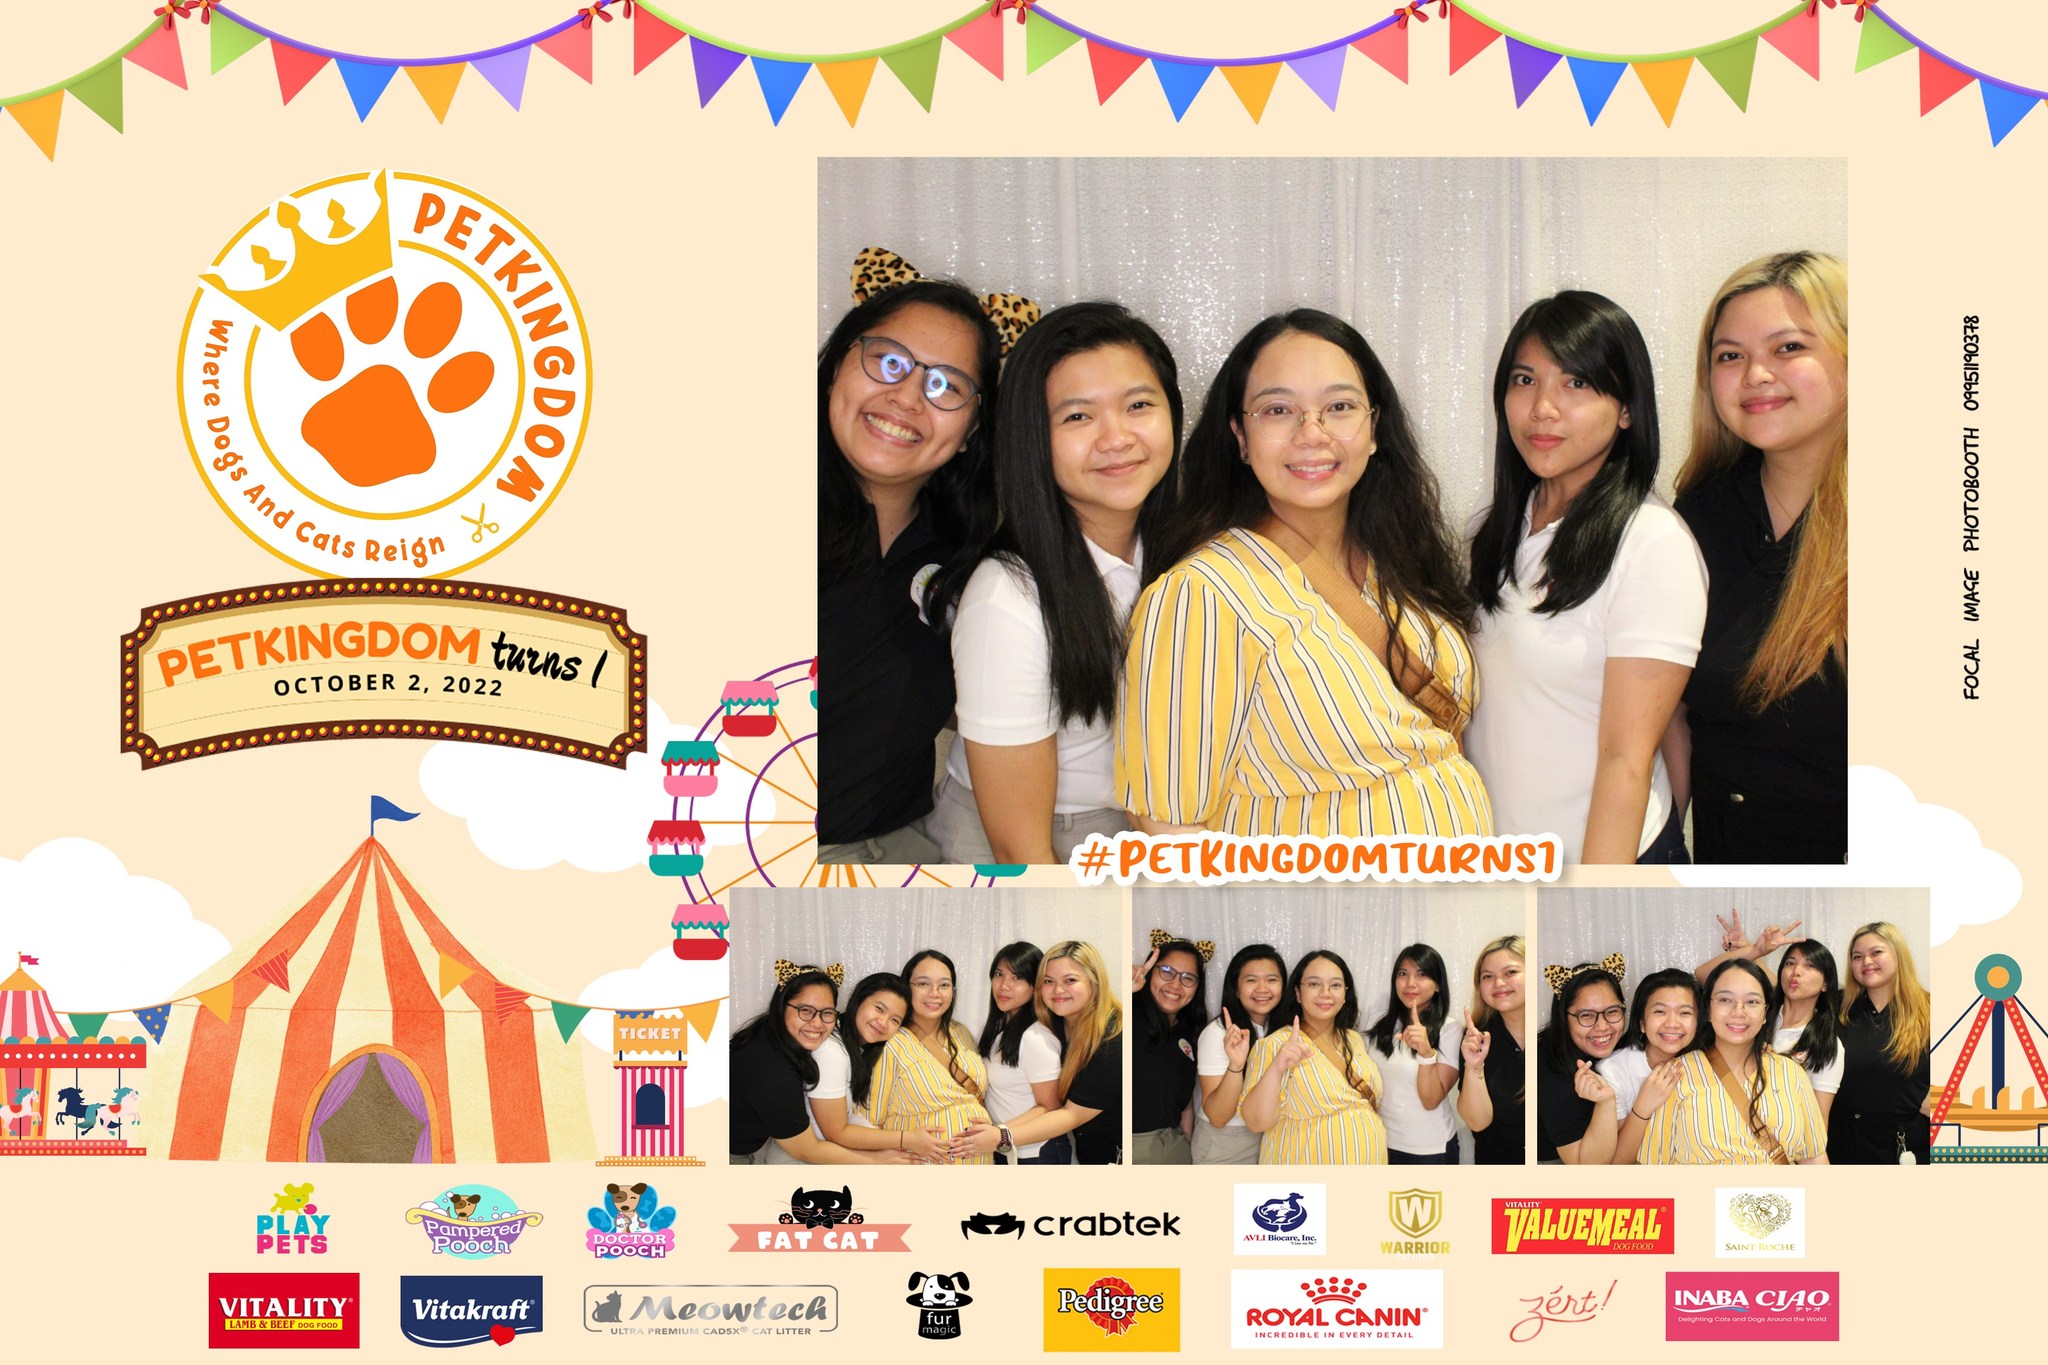 PETKINGDOM
Where Dogs And Cats Reign
PETKINGDOM turns 1
OCTOBER 2, 2022
FOCAL IMAGE PHOTOBOOTH 09951190378
#PETKINGDOMTURNS1
TICKET
PLAY
PETS
Pampered
Pooch
DOCTOR
POOCH
FAT CAT
crabtek
AVLI Biocare, Inc.
W
WARRIOR
VITALITY
VALUEMEAL®
DOG FOOD
SAINT ROCHE
VITALITY®
LAMB & BEEF DOG FOOD
Vitakraft®
Meowtech
ULTRA PREMIUM CADSX® CAT LITTER
fur
magic
Pedigree®
ROYAL CANIN®
INCREDIBLE IN EVERY DETAIL
zért!
INABA CIAO®
チャオ
Delighting Cats and Dogs Around the World